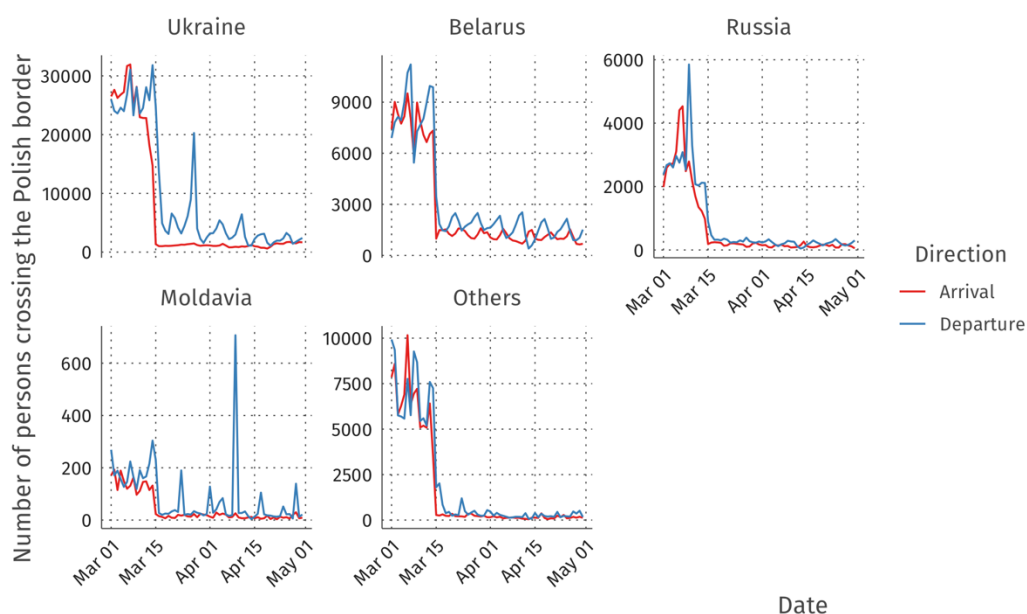 Ukraine
Belarus
Russia
Number of persons crossing the Polish border
30000
20000
10000
0
9000
6000
3000
0
6000
4000
2000
0
Mar 01
Mar 15
Apr 01
Apr 15
May 01
Direction
Arrival
Departure
Moldavia
Others
600
400
200
0
10000
7500
5000
2500
0
Mar 01
Mar 15
Apr 01
Apr 15
May 01
Mar 01
Mar 15
Apr 01
Apr 15
May 01
Date